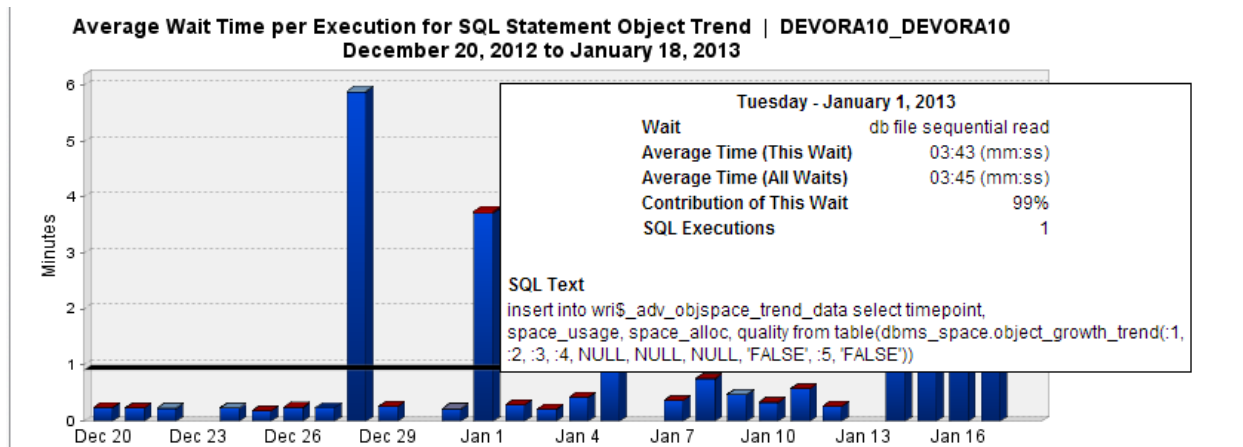 Average Wait Time per Execution for SQL Statement Object Trend | DEVORA10_DEVORA10
December 20, 2012 to January 18, 2013
Minutes
6
5
4
3
2
1
0
Dec 20 Dec 23 Dec 26 Dec 29 Jan 1 Jan 4 Jan 7 Jan 10 Jan 13 Jan 16
Tuesday - January 1, 2013
Wait db file sequential read
Average Time (This Wait) 03:43 (mm:ss)
Average Time (All Waits) 03:45 (mm:ss)
Contribution of This Wait 99%
SQL Executions 1
SQL Text
insert into wri$_adv_objspace_trend_data select timepoint,
space_usage, space_alloc, quality from table(dbms_space.object_growth_trend(:1,
:2, :3, :4, NULL, NULL, NULL, 'FALSE', :5, 'FALSE'))